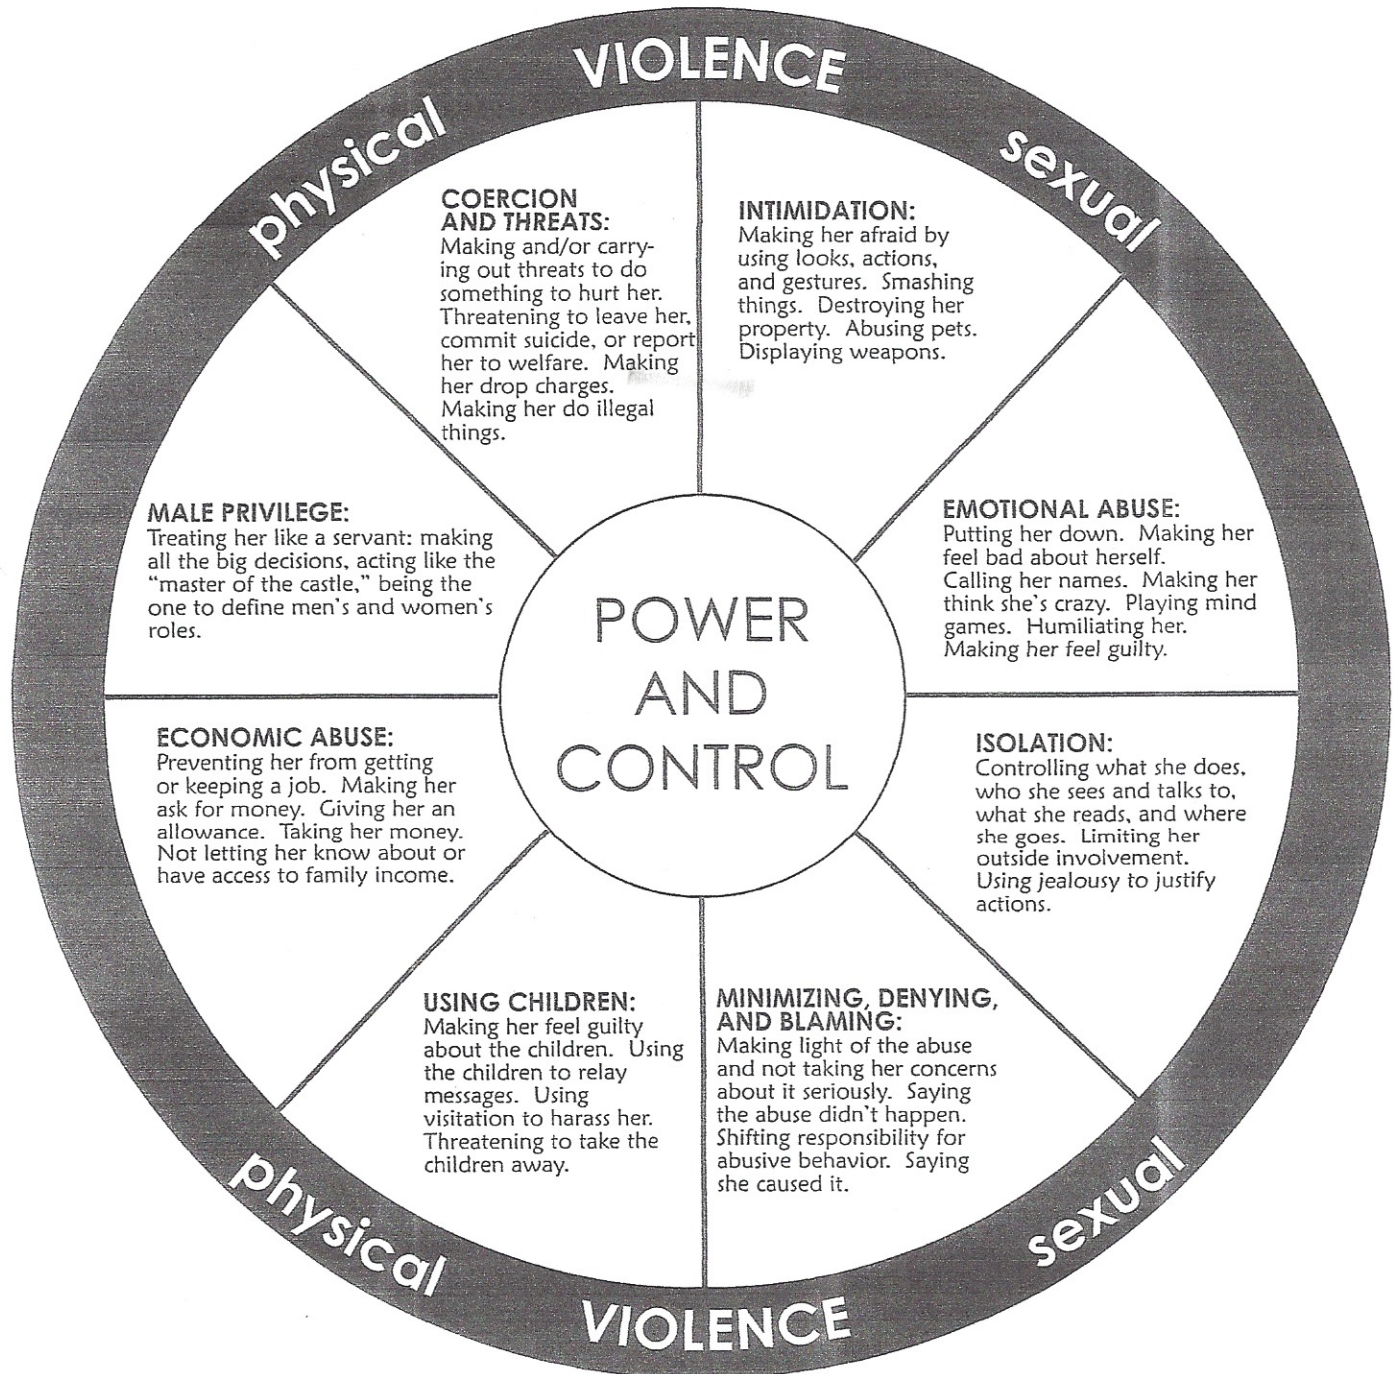 VIOLENCE
physical
sexual
COERCION
AND THREATS:
Making and/or carry-
ing out threats to do
something to hurt her.
Threatening to leave her,
commit suicide, or report
her to welfare.  Making
her drop charges.
Making her do illegal
things.
INTIMIDATION:
Making her afraid by
using looks, actions,
and gestures.  Smashing
things.  Destroying her
property.  Abusing pets.
Displaying weapons.
MALE PRIVILEGE:
Treating her like a servant: making
all the big decisions, acting like the
“master of the castle,” being the
one to define men's and women's
roles.
EMOTIONAL ABUSE:
Putting her down.  Making her
feel bad about herself.
Calling her names.  Making her
think she's crazy.  Playing mind
games.  Humiliating her.
Making her feel guilty.
POWER
AND
CONTROL
ECONOMIC ABUSE:
Preventing her from getting
or keeping a job.  Making her
ask for money.  Giving her an
allowance.  Taking her money.
Not letting her know about or
have access to family income.
ISOLATION:
Controlling what she does,
who she sees and talks to,
what she reads, and where
she goes.  Limiting her
outside involvement.
Using jealousy to justify
actions.
USING CHILDREN:
Making her feel guilty
about the children.  Using
the children to relay
messages.  Using
visitation to harass her.
Threatening to take the
children away.
MINIMIZING, DENYING,
AND BLAMING:
Making light of the abuse
and not taking her concerns
about it seriously.  Saying
the abuse didn't happen.
Shifting responsibility for
abusive behavior.  Saying
she caused it.
physical
sexual
VIOLENCE